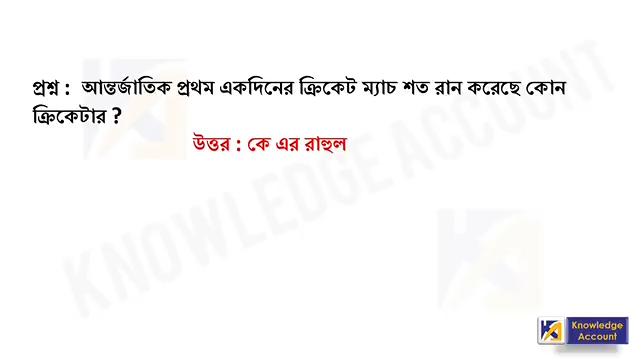 প্রশ্ন : আন্তর্জাতিক প্রথম একদিনের ক্রিকেট ম্যাচ শত রান করেছে কোন
ক্রিকেটার ?
উত্তর : কে এর রাহুল
KNOWLEDGE ACCOUNT
Knowledge
Account